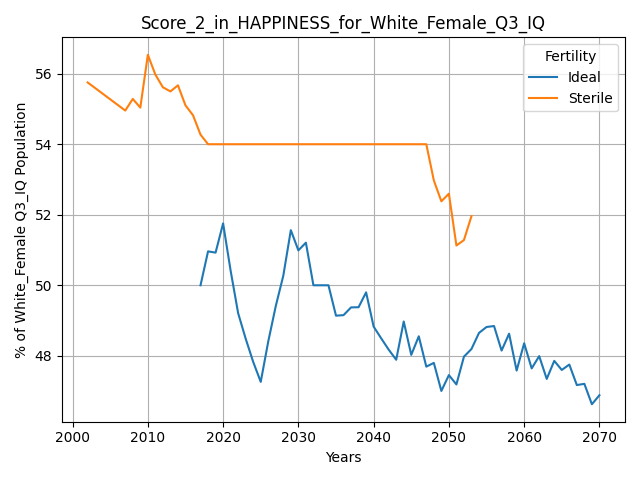 Score_2_in_HAPPINESS_for_White_Female_Q3_IQ
Fertility
Ideal
Sterile
% of White_Female Q3_IQ Population
56
54
52
50
48
2000 2010 2020 2030 2040 2050 2060 2070
Years